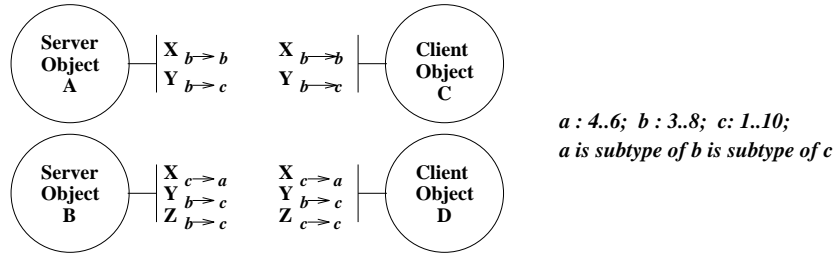 Server Object A
X b→b
Y b→c
X b→b
Y b→c
Client Object C
Server Object B
X c→a
Y b→c
Z b→c
X c→a
Y b→c
Z c→c
Client Object D
a : 4..6; b : 3..8; c: 1..10;
a is subtype of b is subtype of c